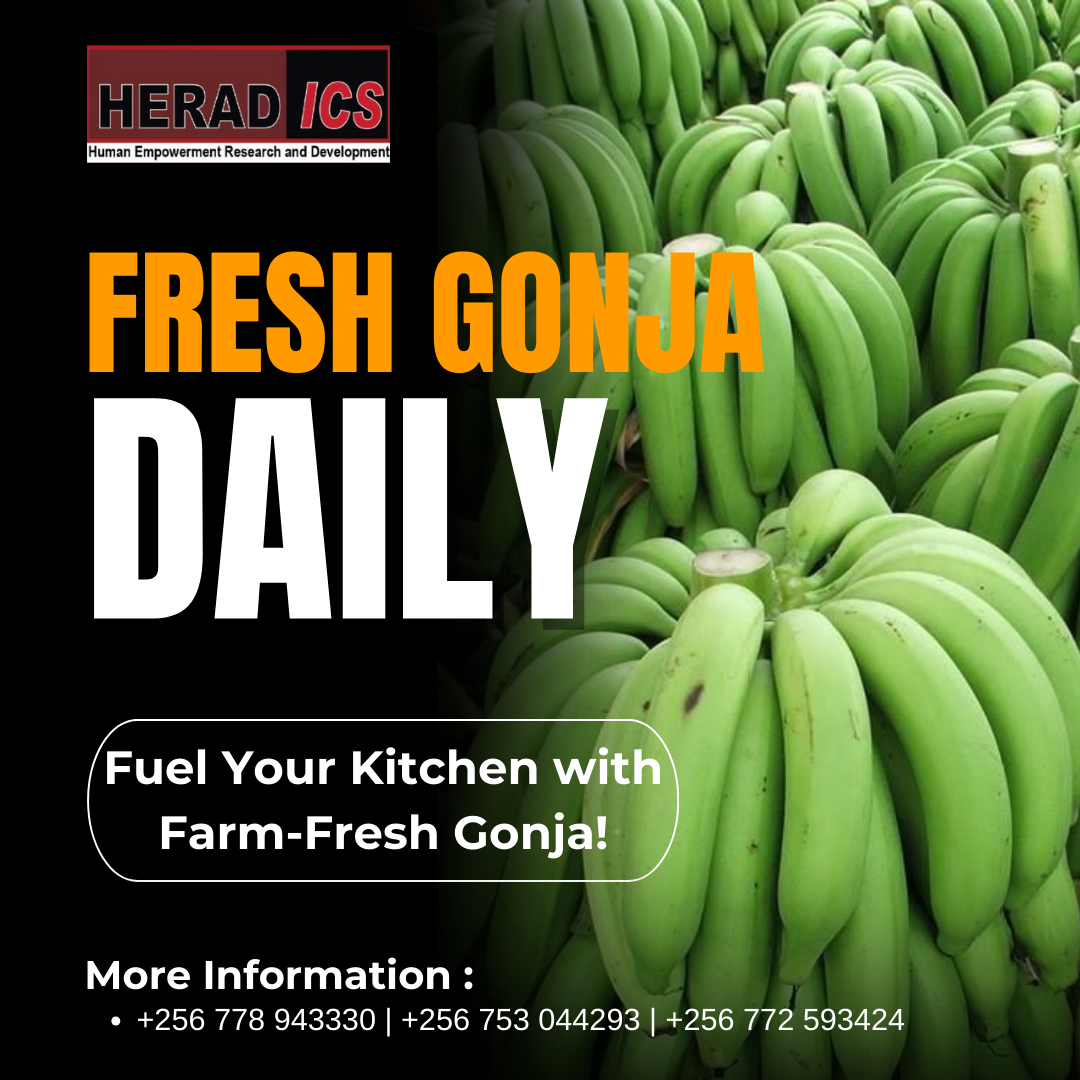 HERAD ICS
Human Empowerment Research and Development
FRESH GONJA
DAILY
Fuel Your Kitchen with
Farm-Fresh Gonja!
More Information :
• +256 778 943330 | +256 753 044293 | +256 772 593424